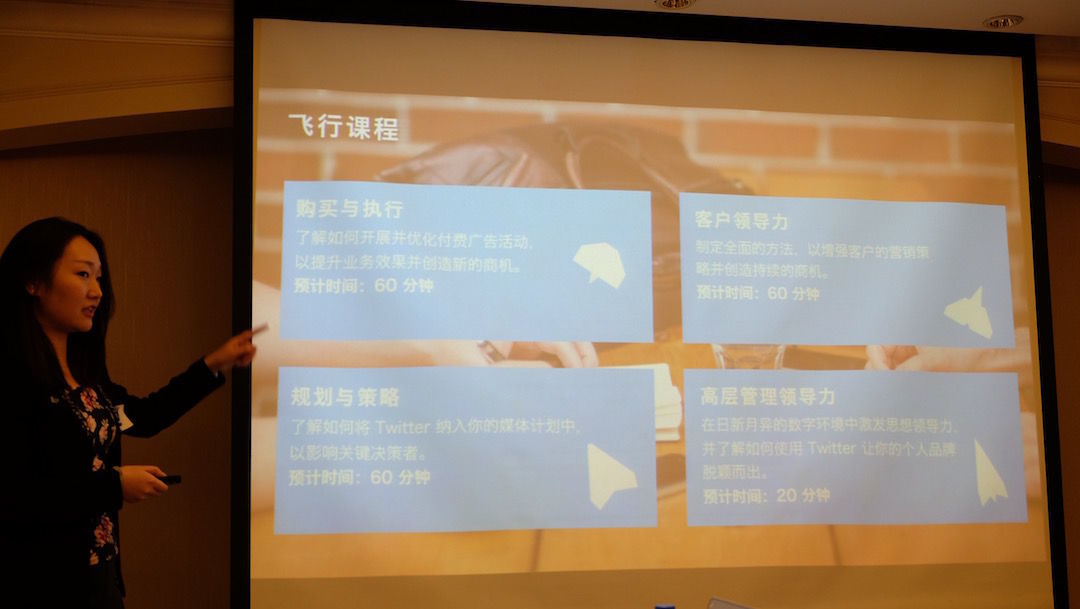 飞行课程
购买与执行
了解如何开展并优化付费广告活动，
以提升业务效果并创造新的商机。
预计时间：60 分钟
客户领导力
制定全面的方法，以增强客户的营销策
略并创造持续的商机。
预计时间：60 分钟
规划与策略
了解如何将 Twitter 纳入你的媒体计划中，
以影响关键决策者。
预计时间：60 分钟
高层管理领导力
在日新月异的数字环境中激发思想领导力，
并了解如何使用 Twitter 让你的个人品牌
脱颖而出。
预计时间：20 分钟